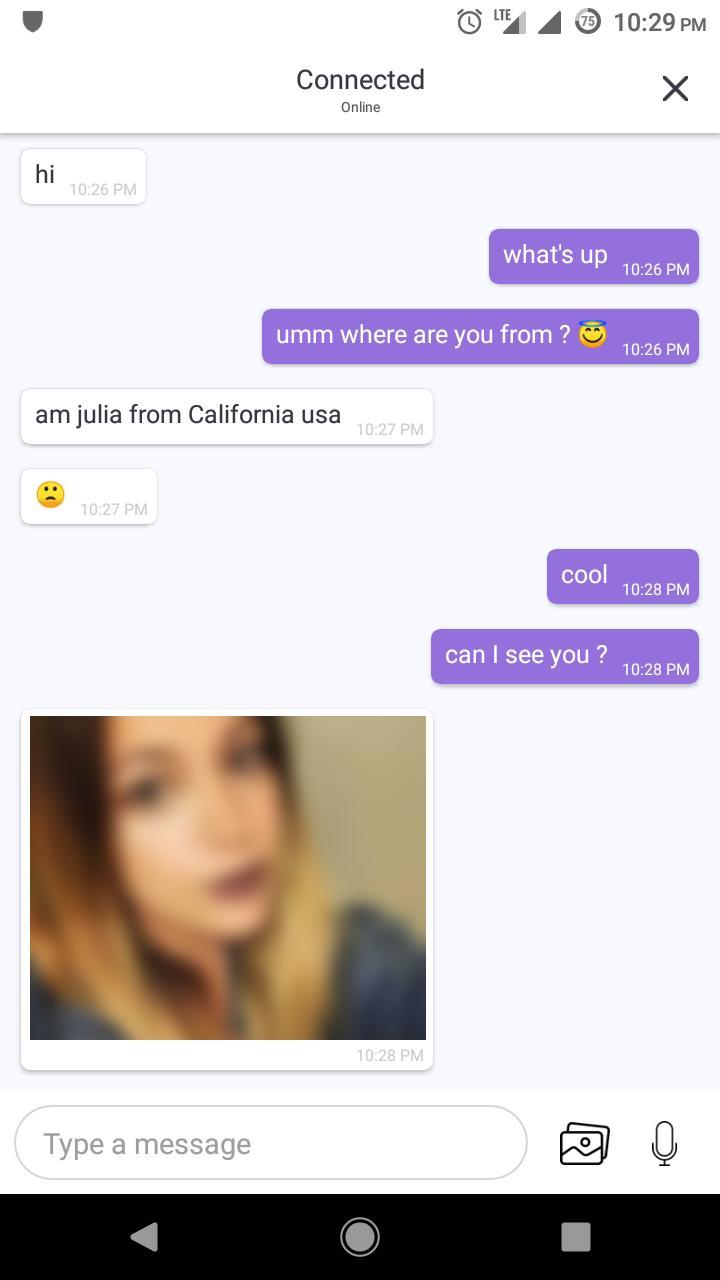 LTE 75 10:29 PM
Connected
Online
hi 10:26 PM
what's up 10:26 PM
umm where are you from ? 😇 10:26 PM
am julia from California usa 10:27 PM
🙁 10:27 PM
cool 10:28 PM
can I see you ? 10:28 PM
10:28 PM
Type a message